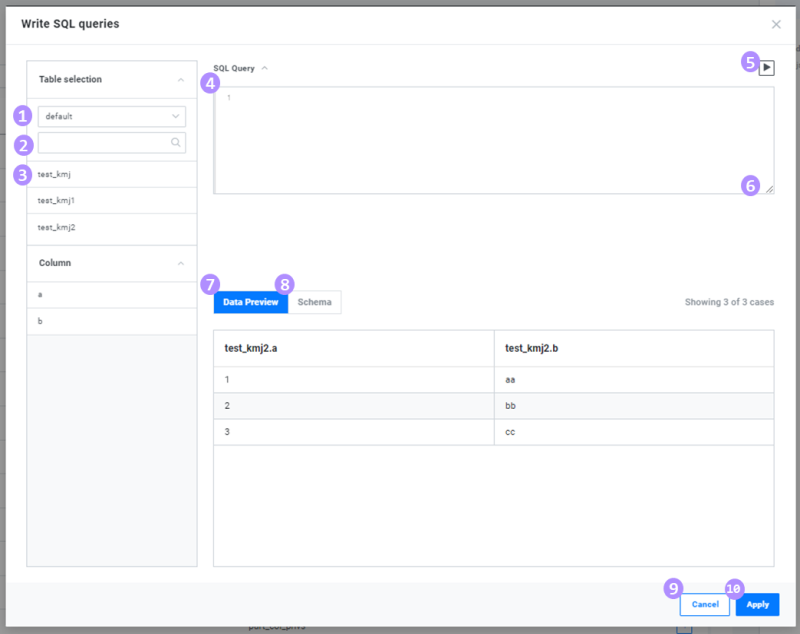 Write SQL queries
Table selection
SQL Query
5
4
1
1 default
2
3 test_kmj
test_kmj1
6
test_kmj2
Column
7 8
a
Data Preview Schema Showing 3 of 3 cases
b
test_kmj2.a test_kmj2.b
1 aa
2 bb
3 cc
9 10
Cancel Apply